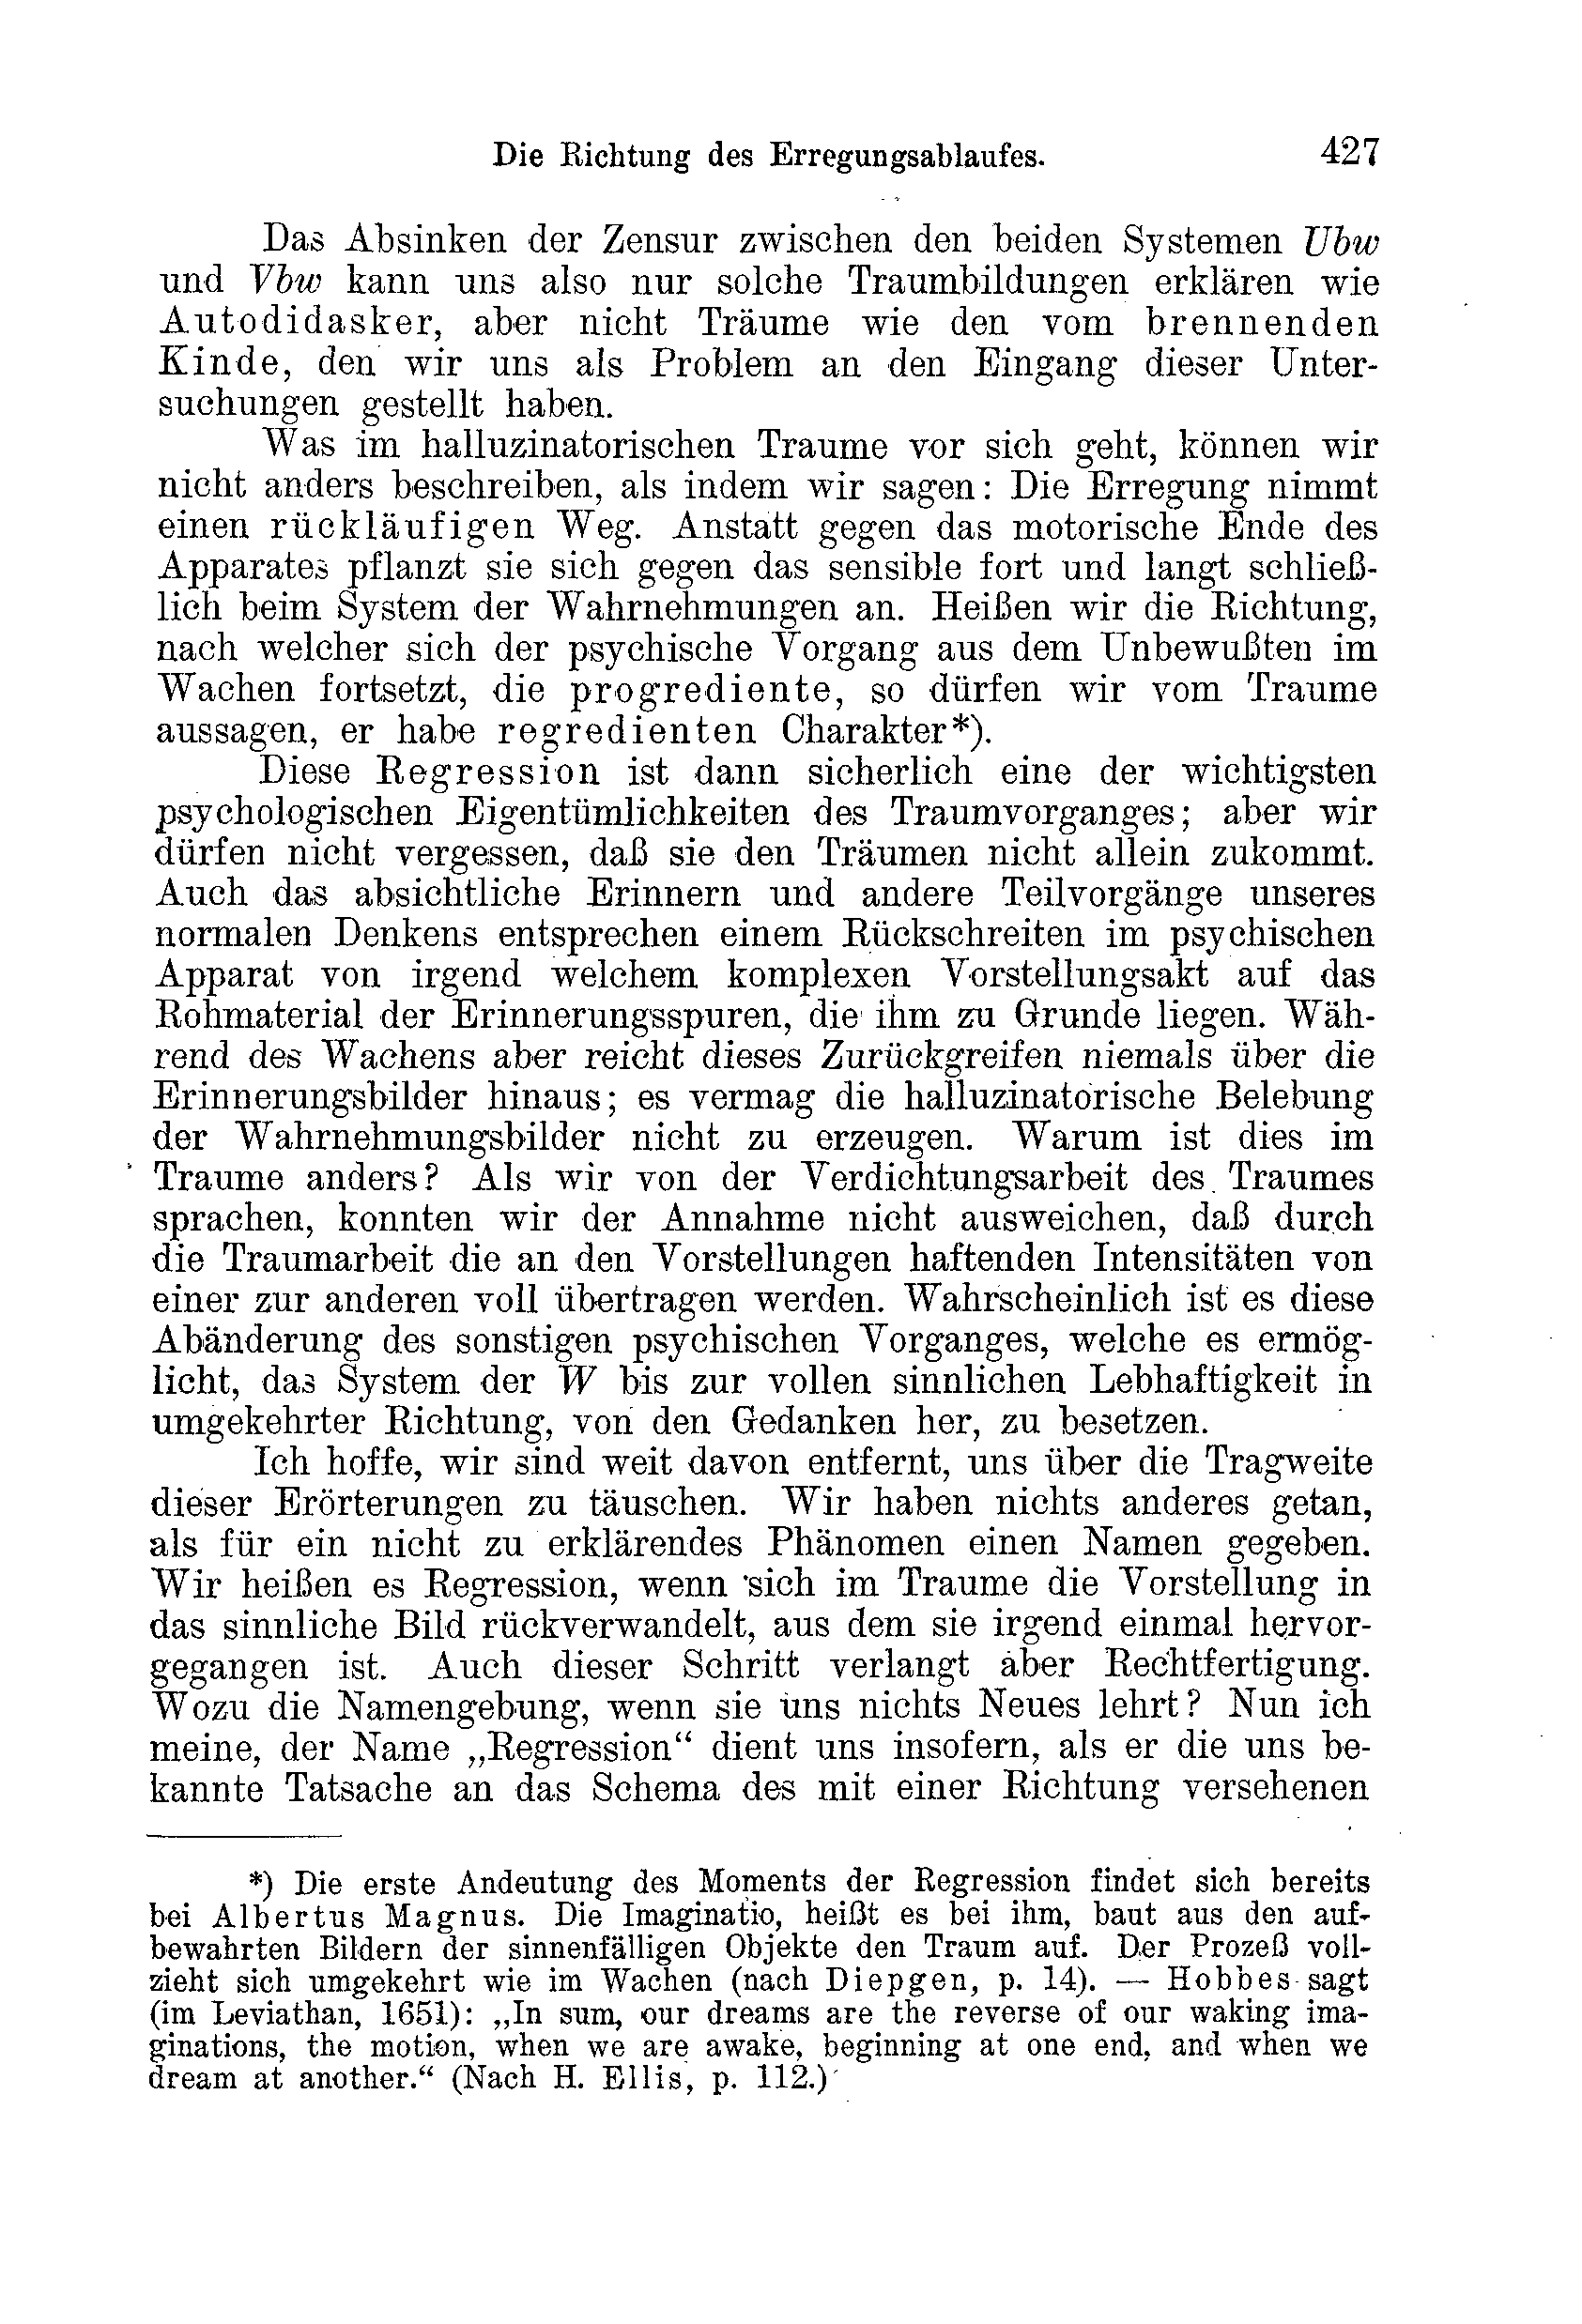 Die Richtung des Erregungsablaufes. 427
Das Absinken der Zensur zwischen den beiden Systemen Ubw
und Vbw kann uns also nur solche Traumbildungen erklären wie
Autodidasker, aber nicht Träume wie den vom brennenden
Kinde, den wir uns als Problem an den Eingang dieser Unter-
suchungen gestellt haben.
Was im halluzinatorischen Traume vor sich geht, können wir
nicht anders beschreiben, als indem wir sagen: Die Erregung nimmt
einen rückläufigen Weg. Anstatt gegen das motorische Ende des
Apparates pflanzt sie sich gegen das sensible fort und langt schließ-
lich beim System der Wahrnehmungen an. Heißen wir die Richtung,
nach welcher sich der psychische Vorgang aus dem Unbewußten im
Wachen fortsetzt, die progrediente, so dürfen wir vom Traume
aussagen, er habe regredienten Charakter*).
Diese Regression ist dann sicherlich eine der wichtigsten
psychologischen Eigentümlichkeiten des Traumvorganges; aber wir
dürfen nicht vergessen, daß sie den Träumen nicht allein zukommt.
Auch das absichtliche Erinnern und andere Teilvorgänge unseres
normalen Denkens entsprechen einem Rückschreiten im psychischen
Apparat von irgend welchem komplexen Vorstellungsakt auf das
Rohmaterial der Erinnerungsspuren, die ihm zu Grunde liegen. Wäh-
rend des Wachens aber reicht dieses Zurückgreifen niemals über die
Erinnerungsbilder hinaus; es vermag die halluzinatorische Belebung
der Wahrnehmungsbilder nicht zu erzeugen. Warum ist dies im
Traume anders? Als wir von der Verdichtungsarbeit des Traumes
sprachen, konnten wir der Annahme nicht ausweichen, daß durch
die Traumarbeit die an den Vorstellungen haftenden Intensitäten von
einer zur anderen voll übertragen werden. Wahrscheinlich ist es diese
Abänderung des sonstigen psychischen Vorganges, welche es ermög-
licht, das System der W bis zur vollen sinnlichen Lebhaftigkeit in
umgekehrter Richtung, von den Gedanken her, zu besetzen.
Ich hoffe, wir sind weit davon entfernt, uns über die Tragweite
dieser Erörterungen zu täuschen. Wir haben nichts anderes getan,
als für ein nicht zu erklärendes Phänomen einen Namen gegeben.
Wir heißen es Regression, wenn sich im Traume die Vorstellung in
das sinnliche Bild rückverwandelt, aus dem sie irgend einmal hervor-
gegangen ist. Auch dieser Schritt verlangt aber Rechtfertigung.
Wozu die Namengebung, wenn sie uns nichts Neues lehrt? Nun ich
meine, der Name „Regression“ dient uns insofern, als er die uns be-
kannte Tatsache an das Schema des mit einer Richtung versehenen
*) Die erste Andeutung des Moments der Regression findet sich bereits
bei Albertus Magnus. Die Imaginatio, heißt es bei ihm, baut aus den auf-
bewahrten Bildern der sinnenfälligen Objekte den Traum auf. Der Prozeß voll-
zieht sich umgekehrt wie im Wachen (nach Diepgen, p. 14). — Hobbes sagt
(im Leviathan, 1651): „In sum, our dreams are the reverse of our waking ima-
ginations, the motion, when we are awake, beginning at one end, and when we
dream at another.“ (Nach H. Ellis, p. 112.)